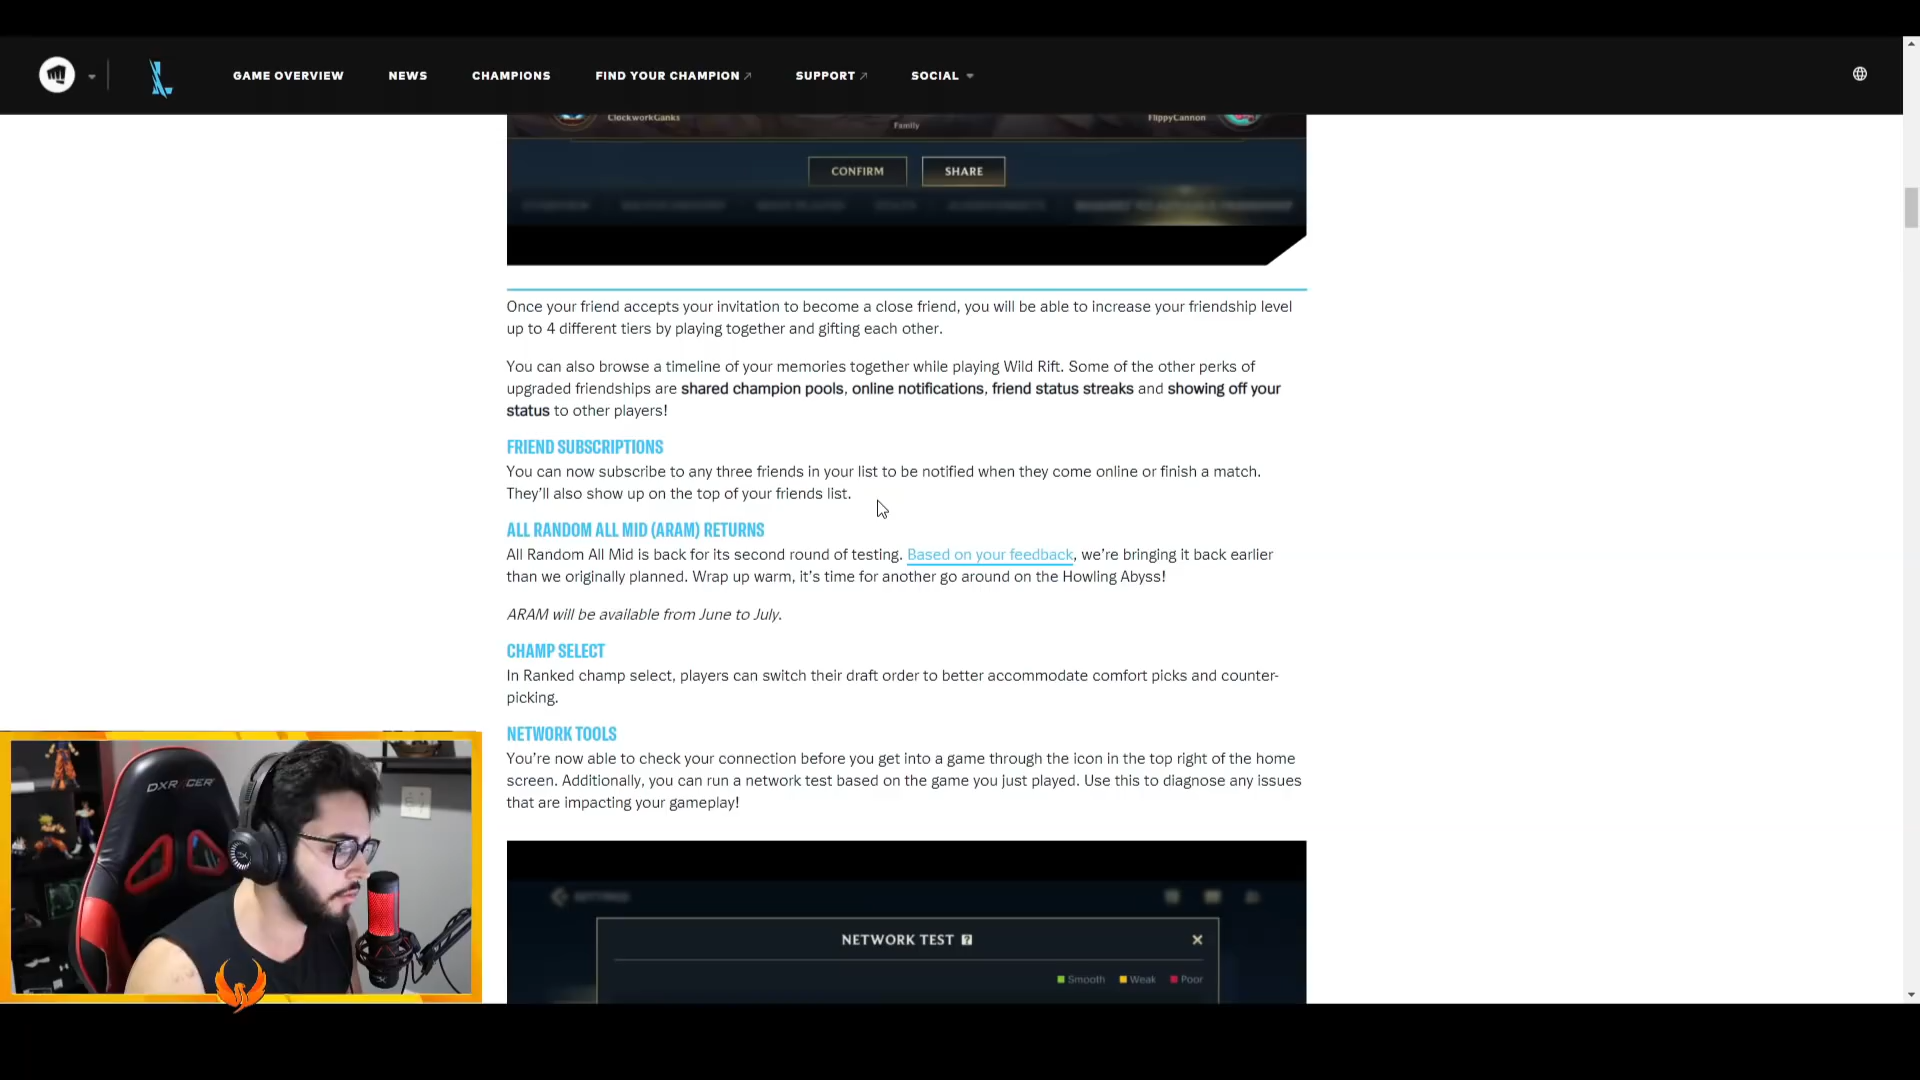 GAME OVERVIEW NEWS CHAMPIONS FIND YOUR CHAMPION SUPPORT SOCIAL
ClockworkGanks
FlippyCannon
Family
CONFIRM SHARE
Once your friend accepts your invitation to become a close friend, you will be able to increase your friendship level
up to 4 different tiers by playing together and gifting each other.
You can also browse a timeline of your memories together while playing Wild Rift. Some of the other perks of
upgraded friendships are shared champion pools, online notifications, friend status streaks and showing off your
status to other players!
FRIEND SUBSCRIPTIONS
You can now subscribe to any three friends in your list to be notified when they come online or finish a match.
They’ll also show up on the top of your friends list.
ALL RANDOM ALL MID (ARAM) RETURNS
All Random All Mid is back for its second round of testing. Based on your feedback, we’re bringing it back earlier
than we originally planned. Wrap up warm, it’s time for another go around on the Howling Abyss!
ARAM will be available from June to July.
CHAMP SELECT
In Ranked champ select, players can switch their draft order to better accommodate comfort picks and counter-
picking.
NETWORK TOOLS
You’re now able to check your connection before you get into a game through the icon in the top right of the home
screen. Additionally, you can run a network test based on the game you just played. Use this to diagnose any issues
that are impacting your gameplay!
SETTINGS
NETWORK TEST ?
Smooth Weak Poor
DXRACER